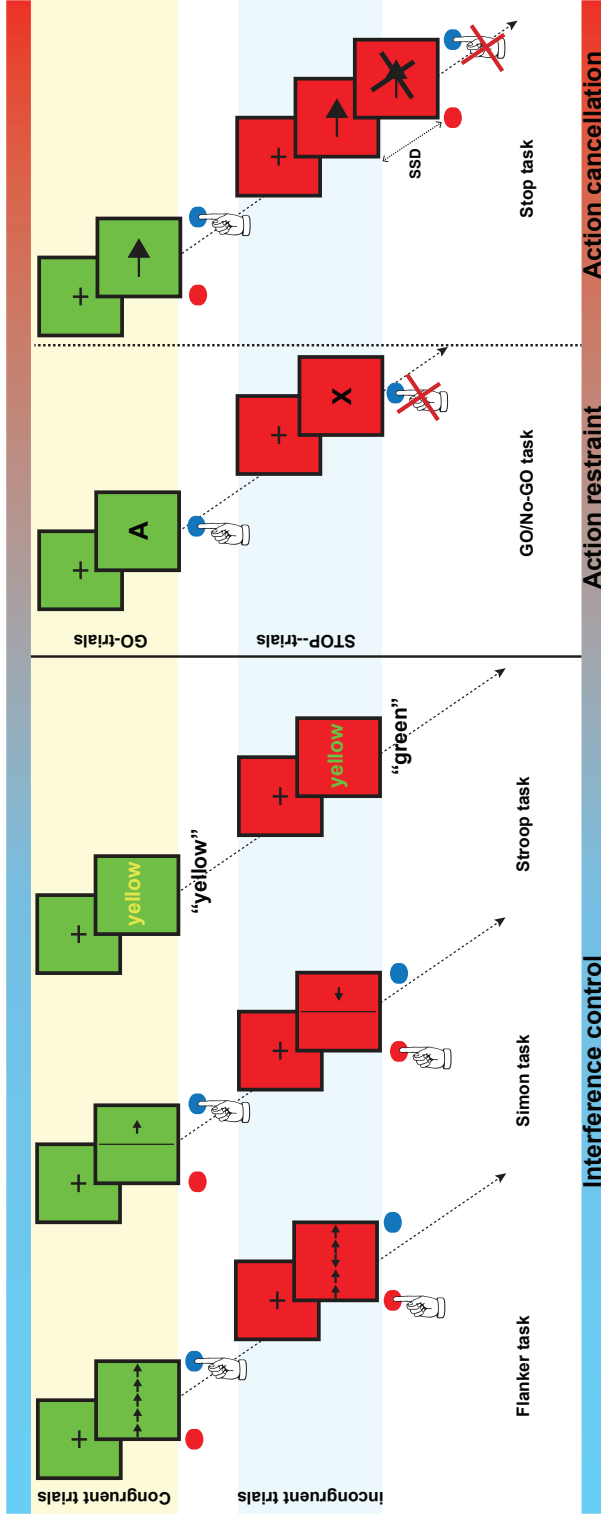 Congruent trials
incongruent trials
yellow
“yellow”
yellow
“green”
Flanker task
Simon task
Stroop task
GO-trials
STOP--trials
A
X
SSD
GO/No-GO task
Stop task
Interference control
Action restraint
Action cancellation